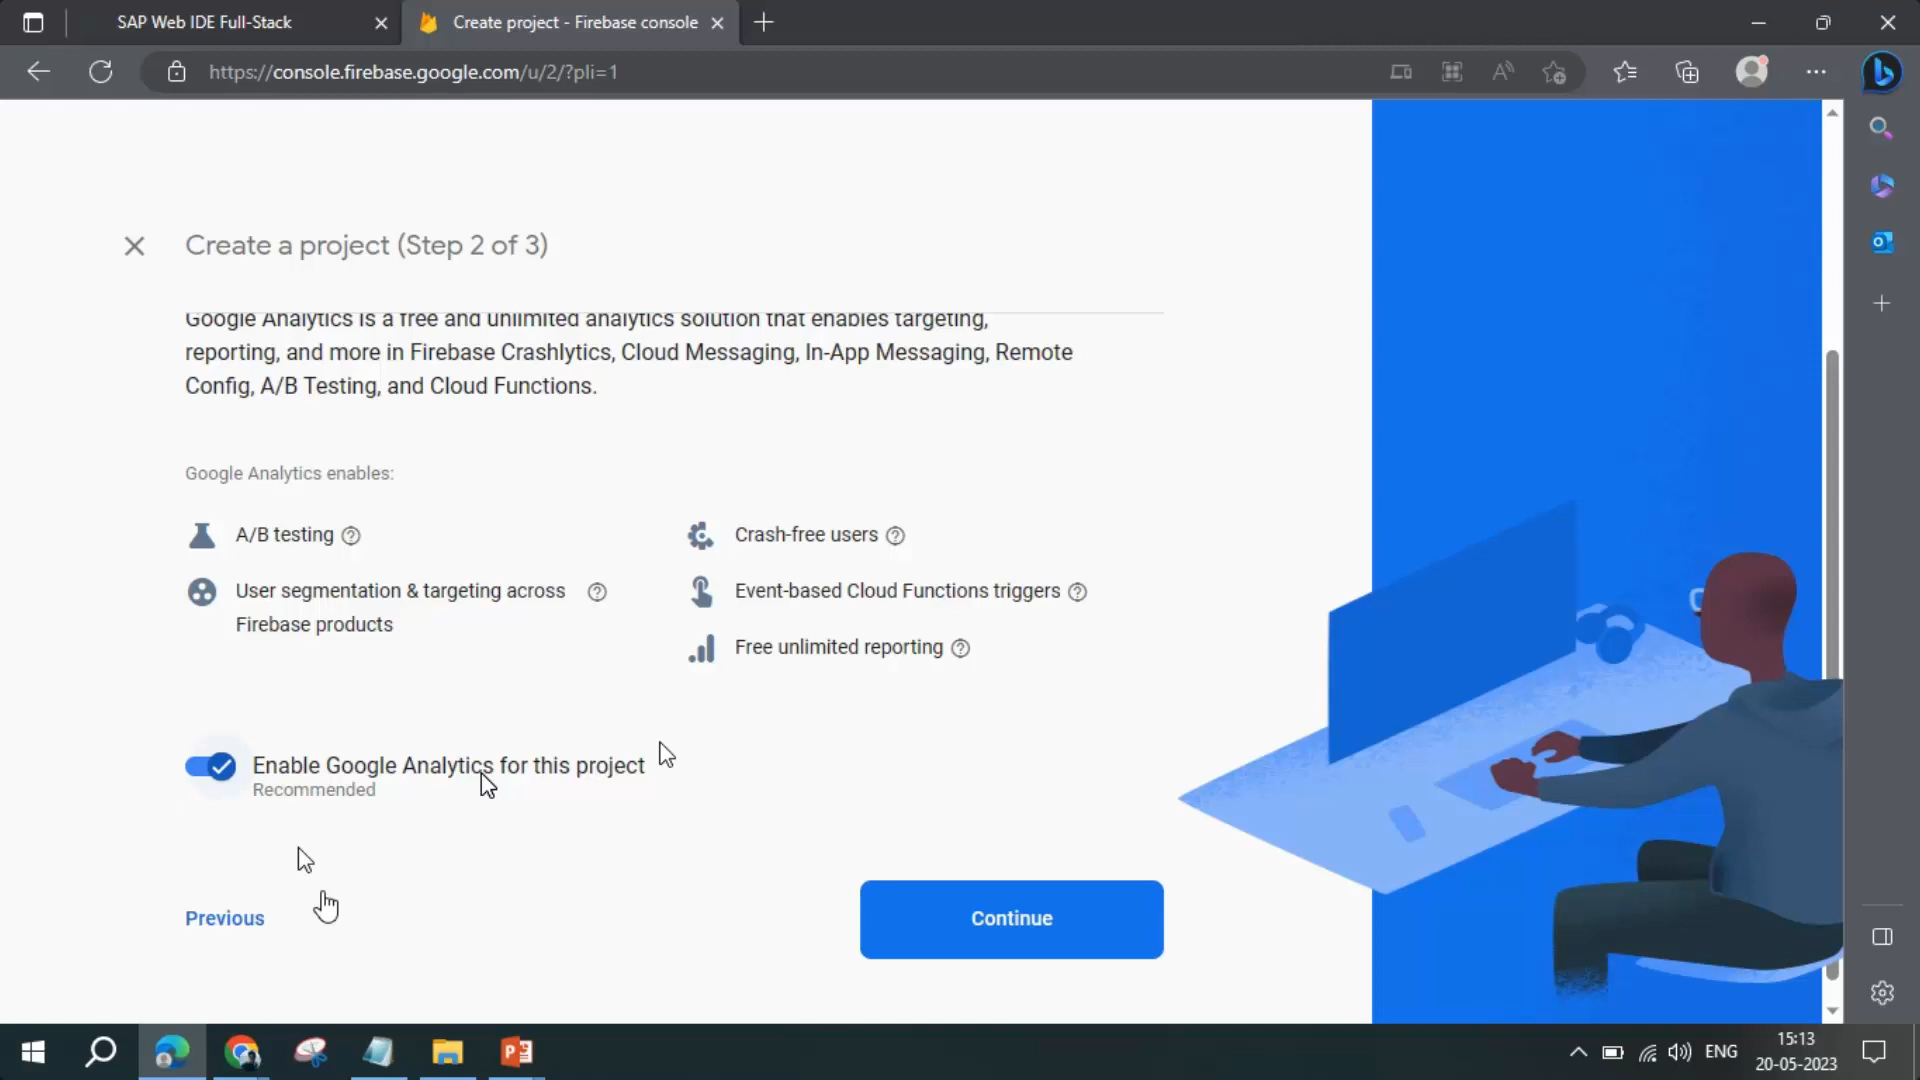 SAP Web IDE Full-Stack
Create project - Firebase console
https://console.firebase.google.com/u/2/?pli=1
Create a project (Step 2 of 3)
Google Analytics is a free and unlimited analytics solution that enables targeting,
reporting, and more in Firebase Crashlytics, Cloud Messaging, In-App Messaging, Remote
Config, A/B Testing, and Cloud Functions.
Google Analytics enables:
A/B testing
Crash-free users
User segmentation & targeting across
Firebase products
Event-based Cloud Functions triggers
Free unlimited reporting
Enable Google Analytics for this project
Recommended
Previous
Continue
ENG
15:13
20-05-2023